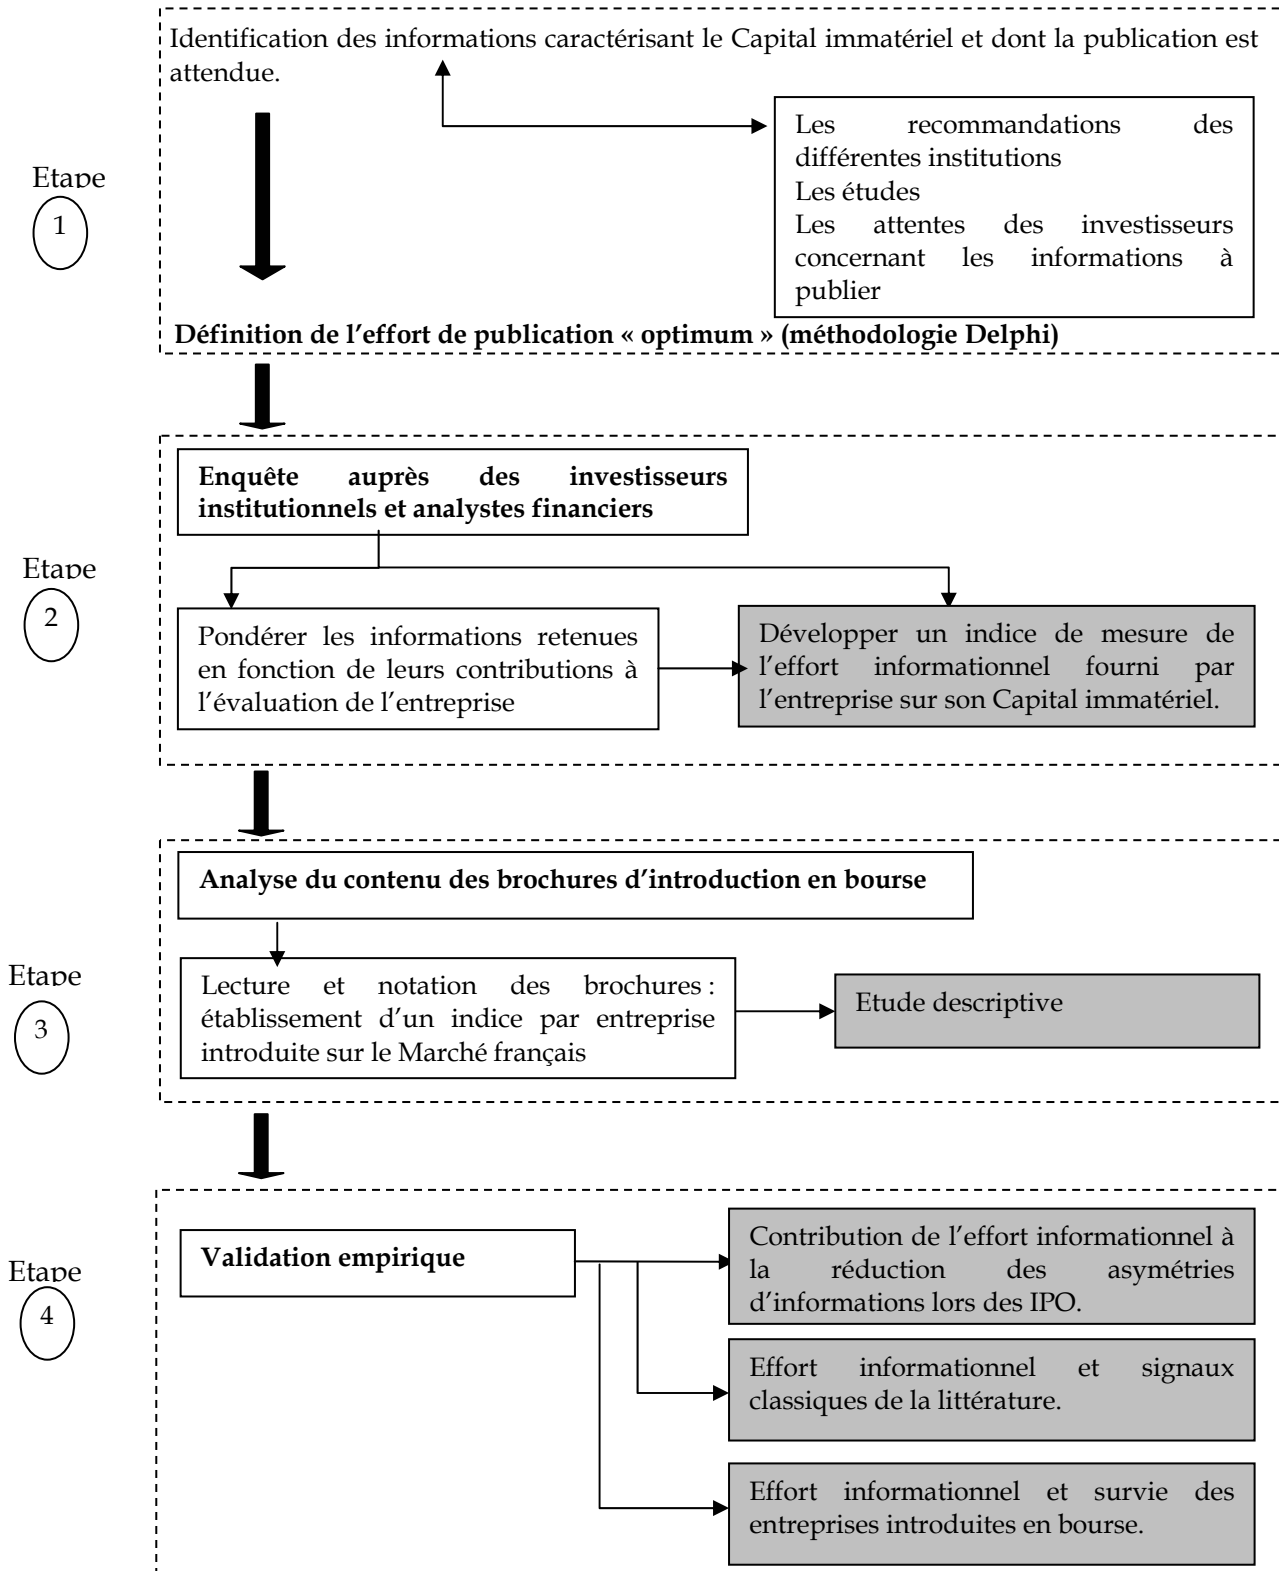 Identification des informations caractérisant le Capital immatériel et dont la publication est
attendue.
Les recommandations des
différentes institutions
Les études
Les attentes des investisseurs
concernant les informations à
publier
Etape
1
Définition de l’effort de publication « optimum » (méthodologie Delphi)
Enquête auprès des investisseurs
institutionnels et analystes financiers
Etape
2
Pondérer les informations retenues
en fonction de leurs contributions à
l’évaluation de l’entreprise
Développer un indice de mesure de
l’effort informationnel fourni par
l’entreprise sur son Capital immatériel.
Analyse du contenu des brochures d’introduction en bourse
Etape
3
Lecture et notation des brochures :
établissement d’un indice par entreprise
introduite sur le Marché français
Etude descriptive
Etape
4
Validation empirique
Contribution de l’effort informationnel à
la réduction des asymétries
d’informations lors des IPO.
Effort informationnel et signaux
classiques de la littérature.
Effort informationnel et survie des
entreprises introduites en bourse.